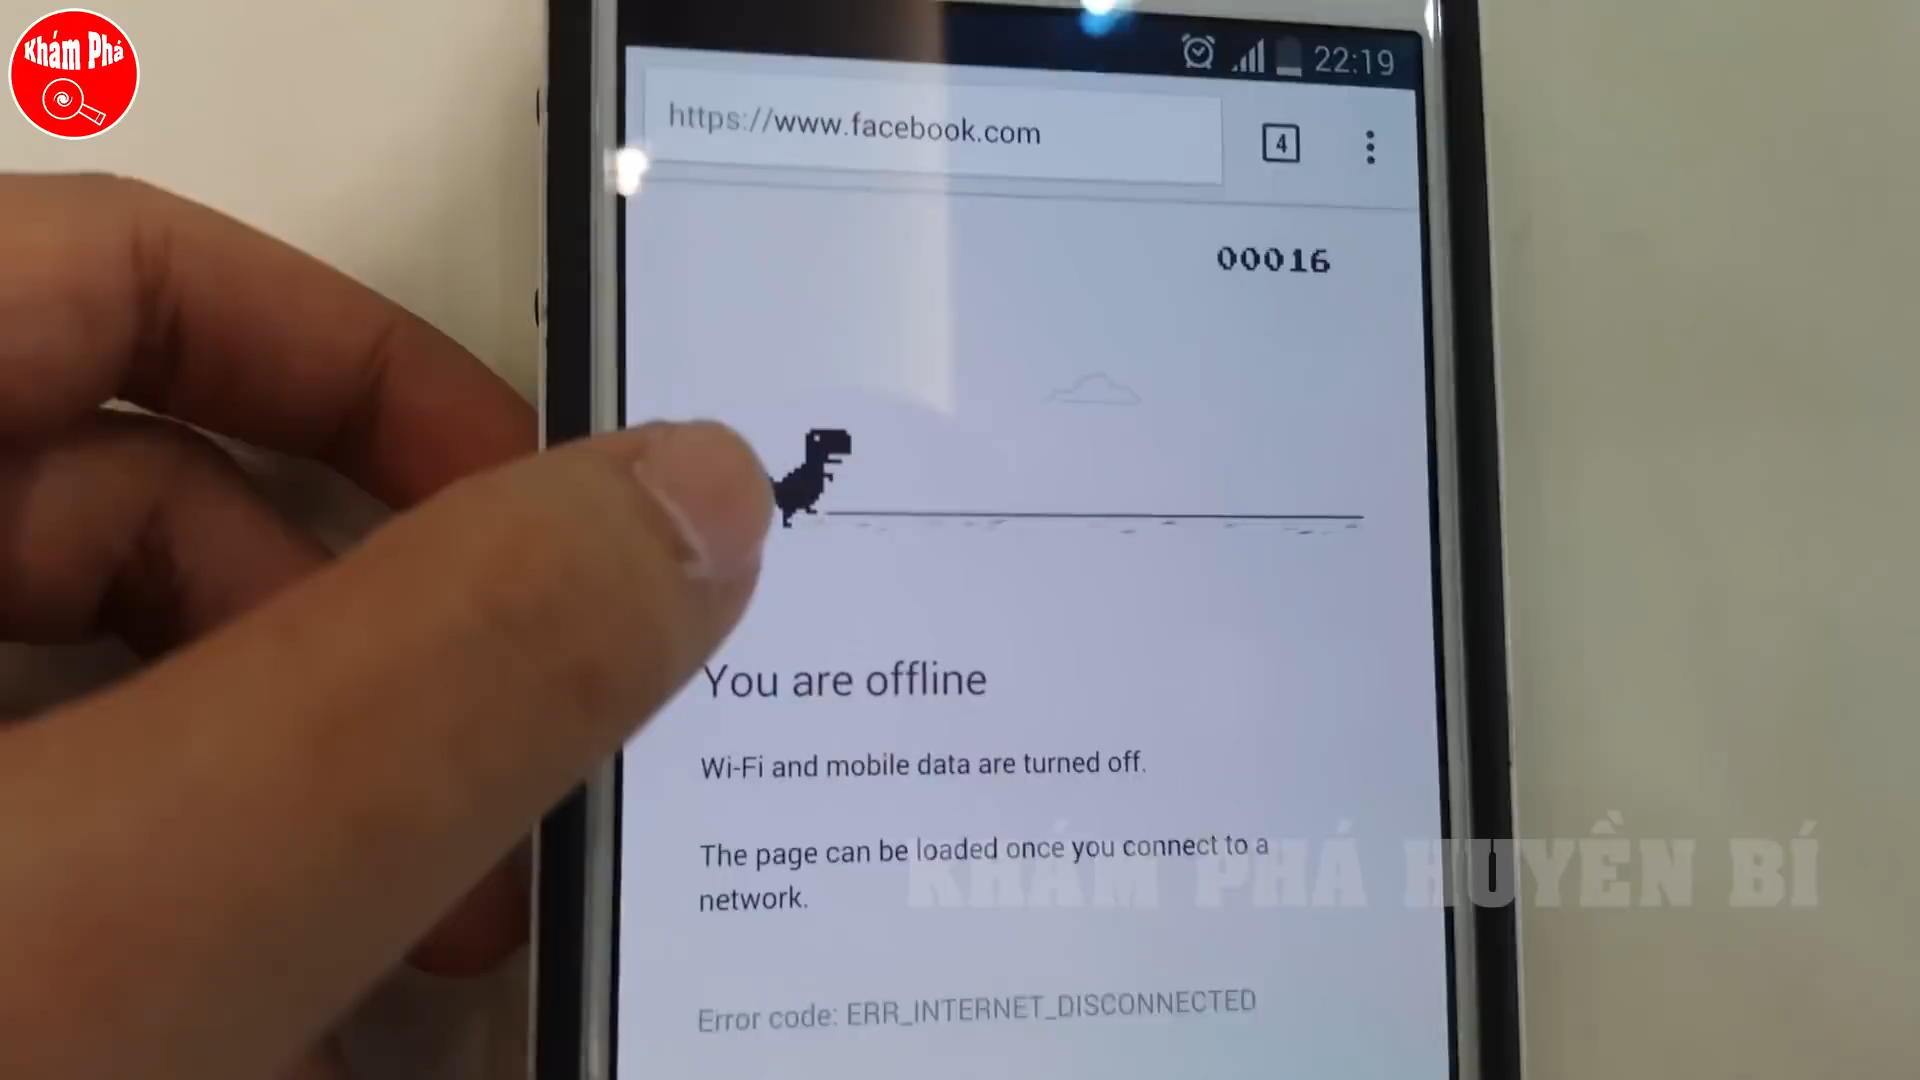 Khám Phá
22:19
https://www.facebook.com
4
00016
You are offline
Wi-Fi and mobile data are turned off.
The page can be loaded once you connect to a
network.
KHÁM PHÁ HUYỀN BÍ
Error code: ERR_INTERNET_DISCONNECTED